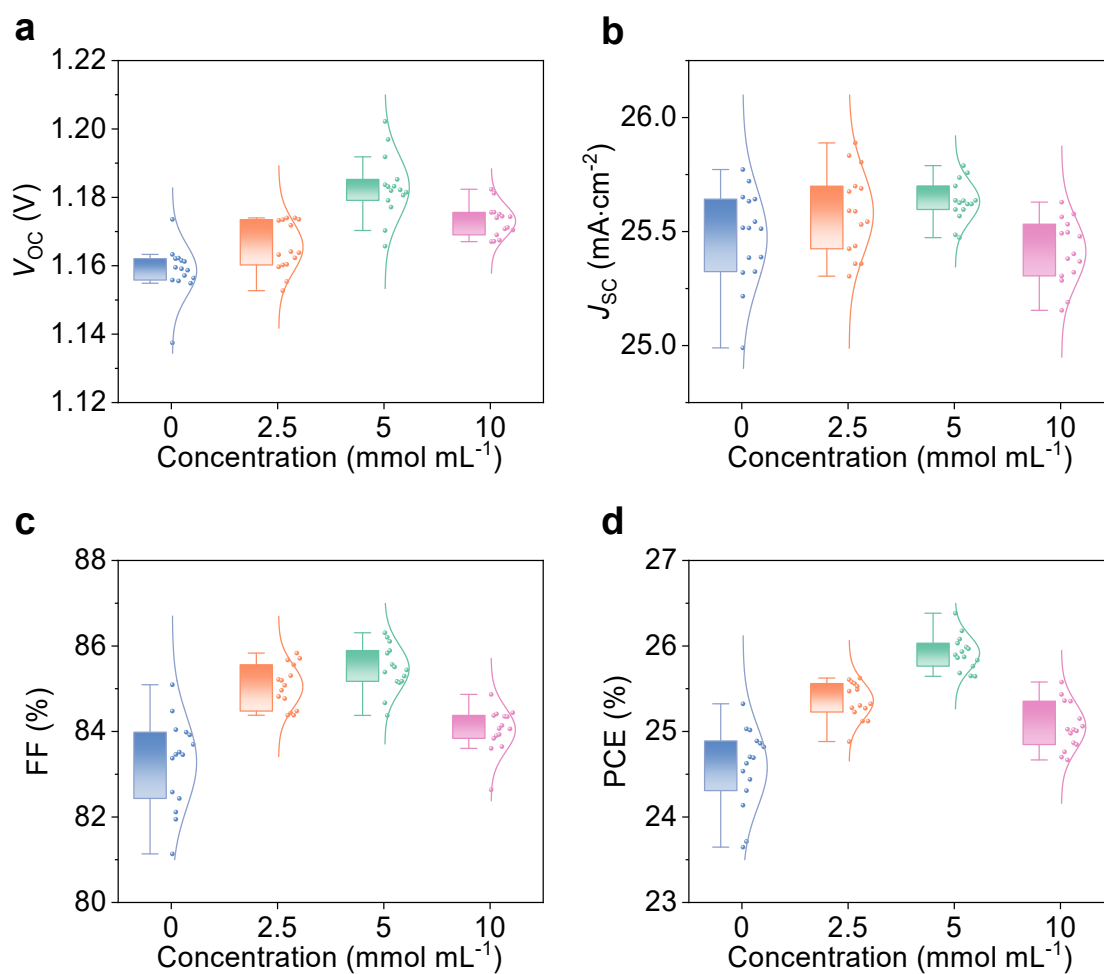 a
1.22
1.20
1.18
1.16
1.14
1.12
V_OC (V)
0 2.5 5 10
Concentration (mmol mL⁻¹)
b
26.0
25.5
25.0
J_SC (mA·cm⁻²)
0 2.5 5 10
Concentration (mmol mL⁻¹)
c
88
86
84
82
80
FF (%)
0 2.5 5 10
Concentration (mmol mL⁻¹)
d
27
26
25
24
23
PCE (%)
0 2.5 5 10
Concentration (mmol mL⁻¹)